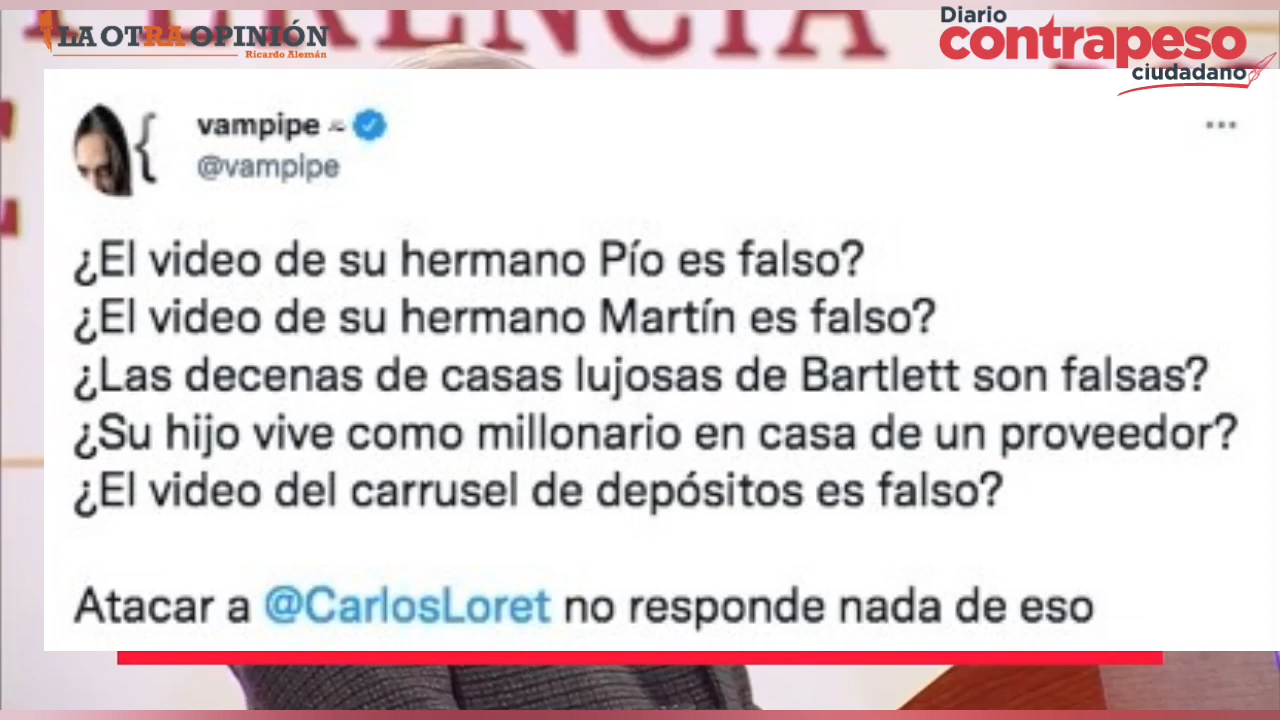 LA OTRA OPINIÓN
Ricardo Alemán
Diario
contrapeso
ciudadano
vampipe
@vampipe
¿El video de su hermano Pío es falso?
¿El video de su hermano Martín es falso?
¿Las decenas de casas lujosas de Bartlett son falsas?
¿Su hijo vive como millonario en casa de un proveedor?
¿El video del carrusel de depósitos es falso?
Atacar a @CarlosLoret no responde nada de eso